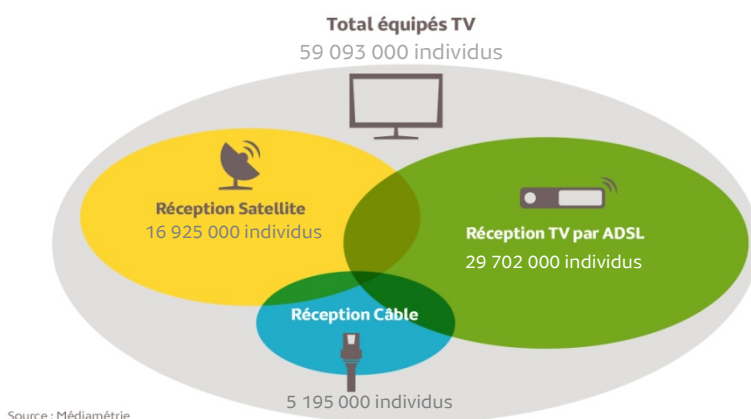 Total équipés TV
59 093 000 individus
Réception Satellite
16 925 000 individus
Réception TV par ADSL
29 702 000 individus
Réception Câble
5 195 000 individus
Source : Médiamétrie